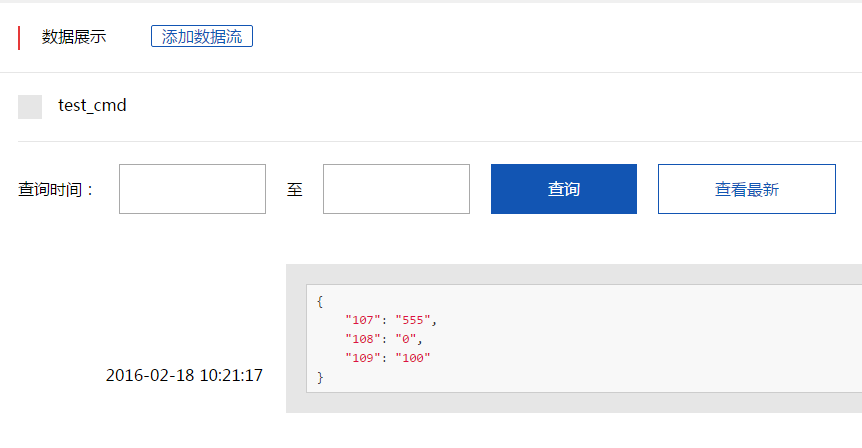 数据展示 添加数据流
test_cmd
查询时间： 至 查询 查看最新
{
"107": "555",
"108": "0",
"109": "100"
}
2016-02-18 10:21:17